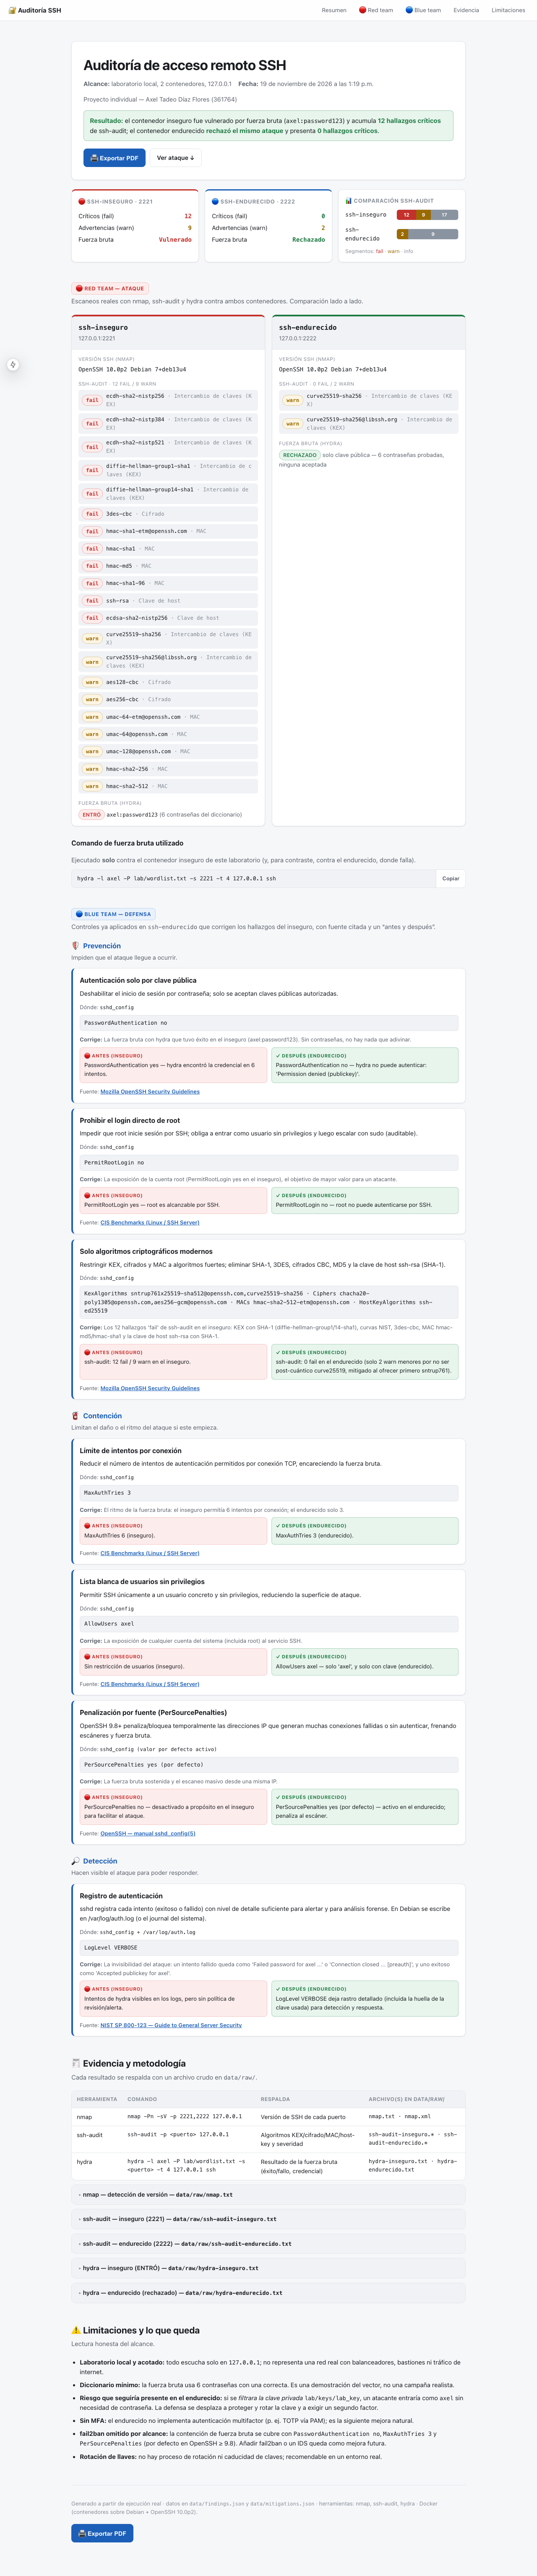 Auditoría SSH
Resumen
Red team
Blue team
Evidencia
Limitaciones
Auditoría de acceso remoto SSH
Alcance: laboratorio local, 2 contenedores, 127.0.0.1 Fecha: 19 de noviembre de 2026 a las 1:19 p.m.
Proyecto individual — Axel Tadeo Díaz Flores (361764)
Resultado: el contenedor inseguro fue vulnerado por fuerza bruta (axel:password123) y acumula 12 hallazgos críticos
de ssh-audit; el contenedor endurecido rechazó el mismo ataque y presenta 0 hallazgos críticos.
Exportar PDF
Ver ataque ↓
SSH-INSEGURO · 2221
Críticos (fail) 12
Advertencias (warn) 9
Fuerza bruta Vulnerado
SSH-ENDURECIDO · 2222
Críticos (fail) 0
Advertencias (warn) 2
Fuerza bruta Rechazado
COMPARACIÓN SSH-AUDIT
ssh-inseguro 12 9 17
ssh-
endurecido 2 9
Segmentos: fail · warn · info
RED TEAM — ATAQUE
Escaneos reales con nmap, ssh-audit y hydra contra ambos contenedores. Comparación lado a lado.
ssh-inseguro
127.0.0.1:2221
VERSIÓN SSH (NMAP)
OpenSSH 10.0p2 Debian 7+deb13u4
SSH-AUDIT · 12 FAIL / 9 WARN
fail ecdh-sha2-nistp256 · Intercambio de claves (K
EX)
fail ecdh-sha2-nistp384 · Intercambio de claves (K
EX)
fail ecdh-sha2-nistp521 · Intercambio de claves (K
EX)
fail diffie-hellman-group1-sha1 · Intercambio de c
laves (KEX)
fail diffie-hellman-group14-sha1 · Intercambio de
claves (KEX)
fail 3des-cbc · Cifrado
fail hmac-sha1-etm@openssh.com · MAC
fail hmac-sha1 · MAC
fail hmac-md5 · MAC
fail hmac-sha1-96 · MAC
fail ssh-rsa · Clave de host
fail ecdsa-sha2-nistp256 · Clave de host
warn curve25519-sha256 · Intercambio de claves (KE
X)
warn curve25519-sha256@libssh.org · Intercambio de
claves (KEX)
warn aes128-cbc · Cifrado
warn aes256-cbc · Cifrado
warn umac-64-etm@openssh.com · MAC
warn umac-64@openssh.com · MAC
warn umac-128@openssh.com · MAC
warn hmac-sha2-256 · MAC
warn hmac-sha2-512 · MAC
FUERZA BRUTA (HYDRA)
ENTRÓ axel:password123 (6 contraseñas del diccionario)
ssh-endurecido
127.0.0.1:2222
VERSIÓN SSH (NMAP)
OpenSSH 10.0p2 Debian 7+deb13u4
SSH-AUDIT · 0 FAIL / 2 WARN
warn curve25519-sha256 · Intercambio de claves (KE
X)
warn curve25519-sha256@libssh.org · Intercambio de
claves (KEX)
FUERZA BRUTA (HYDRA)
RECHAZADO solo clave pública — 6 contraseñas probadas,
ninguna aceptada
Comando de fuerza bruta utilizado
Ejecutado solo contra el contenedor inseguro de este laboratorio (y, para contraste, contra el endurecido, donde falla).
hydra -l axel -P lab/wordlist.txt -s 2221 -t 4 127.0.0.1 ssh
Copiar
BLUE TEAM — DEFENSA
Controles ya aplicados en ssh-endurecido que corrigen los hallazgos del inseguro, con fuente citada y un "antes y después".
Prevención
Impiden que el ataque llegue a ocurrir.
Autenticación solo por clave pública
Deshabilitar el inicio de sesión por contraseña; solo se aceptan claves públicas autorizadas.
Dónde: sshd_config
PasswordAuthentication no
Corrige: La fuerza bruta con hydra que tuvo éxito en el inseguro (axel:password123). Sin contraseñas, no hay nada que adivinar.
ANTES (INSEGURO)
PasswordAuthentication yes — hydra encontró la credencial en 6
intentos.
✓ DESPUÉS (ENDURECIDO)
PasswordAuthentication no — hydra no puede autenticar:
'Permission denied (publickey)'.
Fuente: Mozilla OpenSSH Security Guidelines
Prohibir el login directo de root
Impedir que root inicie sesión por SSH; obliga a entrar como usuario sin privilegios y luego escalar con sudo (auditable).
Dónde: sshd_config
PermitRootLogin no
Corrige: La exposición de la cuenta root (PermitRootLogin yes en el inseguro), el objetivo de mayor valor para un atacante.
ANTES (INSEGURO)
PermitRootLogin yes — root es alcanzable por SSH.
✓ DESPUÉS (ENDURECIDO)
PermitRootLogin no — root no puede autenticarse por SSH.
Fuente: CIS Benchmarks (Linux / SSH Server)
Solo algoritmos criptográficos modernos
Restringir KEX, cifrados y MAC a algoritmos fuertes; eliminar SHA-1, 3DES, cifrados CBC, MD5 y la clave de host ssh-rsa (SHA-1).
Dónde: sshd_config
KexAlgorithms sntrup761x25519-sha512@openssh.com,curve25519-sha256 · Ciphers chacha20-
poly1305@openssh.com,aes256-gcm@openssh.com · MACs hmac-sha2-512-etm@openssh.com · HostKeyAlgorithms ssh-
ed25519
Corrige: Los 12 hallazgos 'fail' de ssh-audit en el inseguro: KEX con SHA-1 (diffie-hellman-group1/14-sha1), curvas NIST, 3des-cbc, MAC hmac-
md5/hmac-sha1 y la clave de host ssh-rsa con SHA-1.
ANTES (INSEGURO)
ssh-audit: 12 fail / 9 warn en el inseguro.
✓ DESPUÉS (ENDURECIDO)
ssh-audit: 0 fail en el endurecido (solo 2 warn menores por no ser
post-cuántico curve25519, mitigado al ofrecer primero sntrup761).
Fuente: Mozilla OpenSSH Security Guidelines
Contención
Limitan el daño o el ritmo del ataque si este empieza.
Límite de intentos por conexión
Reducir el número de intentos de autenticación permitidos por conexión TCP, encareciendo la fuerza bruta.
Dónde: sshd_config
MaxAuthTries 3
Corrige: El ritmo de la fuerza bruta: el inseguro permitía 6 intentos por conexión; el endurecido solo 3.
ANTES (INSEGURO)
MaxAuthTries 6 (inseguro).
✓ DESPUÉS (ENDURECIDO)
MaxAuthTries 3 (endurecido).
Fuente: CIS Benchmarks (Linux / SSH Server)
Lista blanca de usuarios sin privilegios
Permitir SSH únicamente a un usuario concreto y sin privilegios, reduciendo la superficie de ataque.
Dónde: sshd_config
AllowUsers axel
Corrige: La exposición de cualquier cuenta del sistema (incluida root) al servicio SSH.
ANTES (INSEGURO)
Sin restricción de usuarios (inseguro).
✓ DESPUÉS (ENDURECIDO)
AllowUsers axel — solo 'axel', y solo con clave (endurecido).
Fuente: CIS Benchmarks (Linux / SSH Server)
Penalización por fuente (PerSourcePenalties)
OpenSSH 9.8+ penaliza/bloquea temporalmente las direcciones IP que generan muchas conexiones fallidas o sin autenticar, frenando
escáneres y fuerza bruta.
Dónde: sshd_config (valor por defecto activo)
PerSourcePenalties yes (por defecto)
Corrige: La fuerza bruta sostenida y el escaneo masivo desde una misma IP.
ANTES (INSEGURO)
PerSourcePenalties no — desactivado a propósito en el inseguro
para facilitar el ataque.
✓ DESPUÉS (ENDURECIDO)
PerSourcePenalties yes (por defecto) — activo en el endurecido;
penaliza al escáner.
Fuente: OpenSSH — manual sshd_config(5)
Detección
Hacen visible el ataque para poder responder.
Registro de autenticación
sshd registra cada intento (exitoso o fallido) con nivel de detalle suficiente para alertar y para análisis forense. En Debian se escribe
en /var/log/auth.log (o el journal del sistema).
Dónde: sshd_config + /var/log/auth.log
LogLevel VERBOSE
Corrige: La invisibilidad del ataque: un intento fallido queda como 'Failed password for axel ...' o 'Connection closed ... [preauth]', y uno exitoso
como 'Accepted publickey for axel'.
ANTES (INSEGURO)
Intentos de hydra visibles en los logs, pero sin política de
revisión/alerta.
✓ DESPUÉS (ENDURECIDO)
LogLevel VERBOSE deja rastro detallado (incluida la huella de la
clave usada) para detección y respuesta.
Fuente: NIST SP 800-123 — Guide to General Server Security
Evidencia y metodología
Cada resultado se respalda con un archivo crudo en data/raw/.
HERRAMIENTA COMANDO RESPALDA ARCHIVO(S) EN DATA/RAW/
nmap nmap -Pn -sV -p 2221,2222 127.0.0.1 Versión de SSH de cada puerto nmap.txt · nmap.xml
ssh-audit ssh-audit -p <puerto> 127.0.0.1 Algoritmos KEX/cifrado/MAC/host-
key y severidad ssh-audit-inseguro.* · ssh-
audit-endurecido.*
hydra hydra -l axel -P lab/wordlist.txt -s
<puerto> -t 4 127.0.0.1 ssh Resultado de la fuerza bruta
(éxito/fallo, credencial) hydra-inseguro.txt · hydra-
endurecido.txt
nmap — detección de versión — data/raw/nmap.txt
ssh-audit — inseguro (2221) — data/raw/ssh-audit-inseguro.txt
ssh-audit — endurecido (2222) — data/raw/ssh-audit-endurecido.txt
hydra — inseguro (ENTRÓ) — data/raw/hydra-inseguro.txt
hydra — endurecido (rechazado) — data/raw/hydra-endurecido.txt
Limitaciones y lo que queda
Lectura honesta del alcance.
• Laboratorio local y acotado: todo escucha solo en 127.0.0.1; no representa una red real con balanceadores, bastiones ni tráfico de
internet.
• Diccionario mínimo: la fuerza bruta usa 6 contraseñas con una correcta. Es una demostración del vector, no una campaña realista.
• Riesgo que seguiría presente en el endurecido: si se filtrara la clave privada lab/keys/lab_key, un atacante entraría como axel sin
necesidad de contraseña. La defensa se desplaza a proteger y rotar la clave y a exigir un segundo factor.
• Sin MFA: el endurecido no implementa autenticación multifactor (p. ej. TOTP vía PAM); es la siguiente mejora natural.
• fail2ban omitido por alcance: la contención de fuerza bruta se cubre con PasswordAuthentication no, MaxAuthTries 3 y
PerSourcePenalties (por defecto en OpenSSH ≥ 9.8). Añadir fail2ban o un IDS queda como mejora futura.
• Rotación de llaves: no hay proceso de rotación ni caducidad de claves; recomendable en un entorno real.
Generado a partir de ejecución real · datos en data/findings.json y data/mitigations.json · herramientas: nmap, ssh-audit, hydra · Docker
(contenedores sobre Debian + OpenSSH 10.0p2).
Exportar PDF